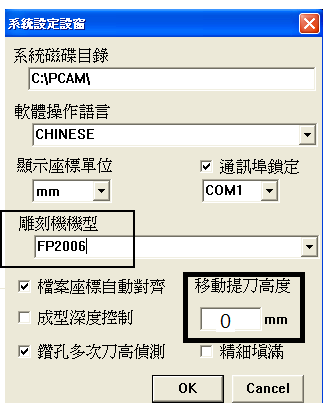 系統設定設窗
系統磁碟目錄
C:\PCAM\
軟體操作語言
CHINESE
顯示座標單位
通訊埠鎖定
mm
COM1
雕刻機機型
FP2006
檔案座標自動對齊
移動提刀高度
成型深度控制
0 mm
鑽孔多次刀高偵測
精細填滿
OK
Cancel